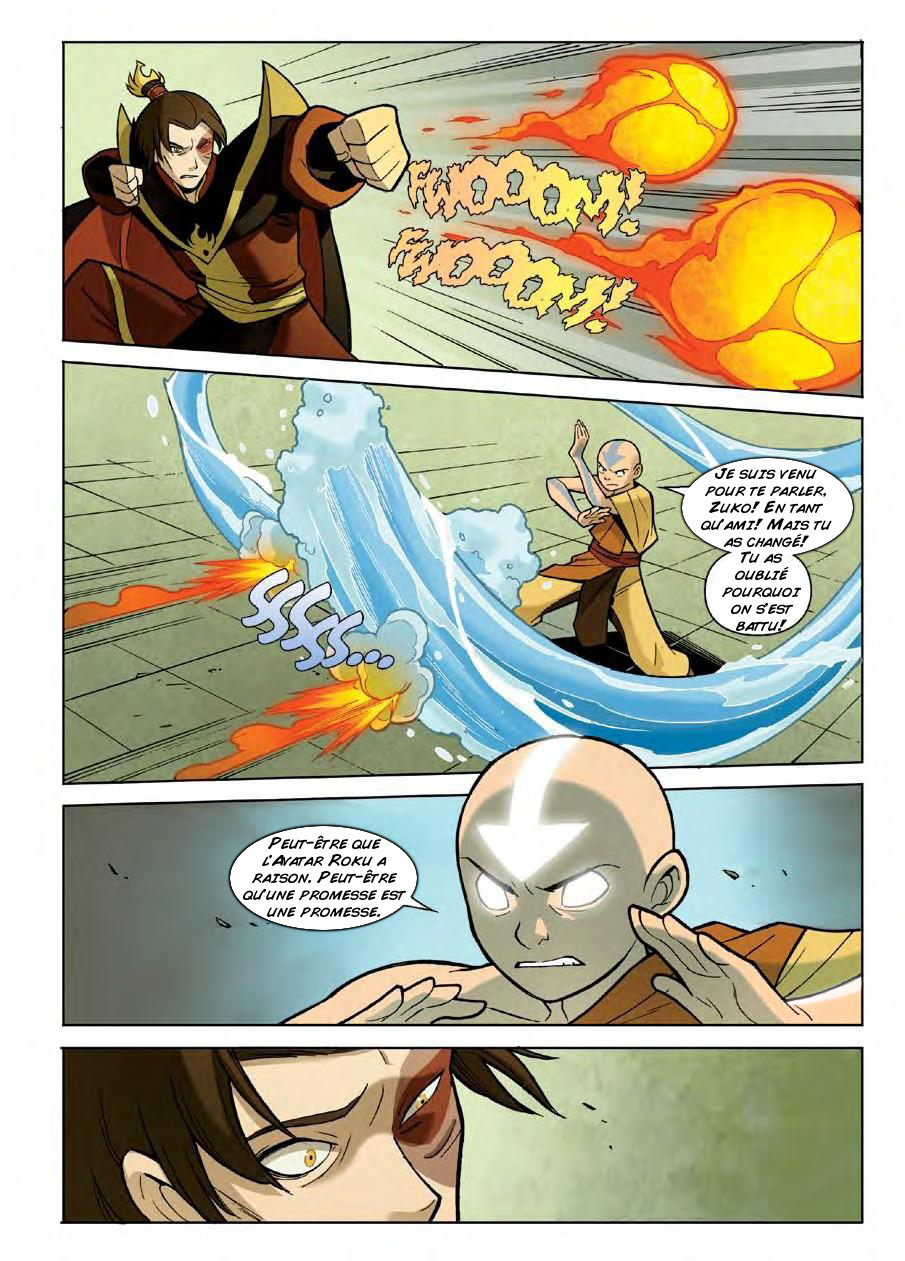 FWOOOM!
FWOOOM!
JE SUIS VENU
POUR TE PARLER,
ZUKO! EN TANT
QU'AMI! MAIS TU
AS CHANGÉ!
TU AS
OUBLIÉ
POURQUOI
ON S'EST
BATTU!
SSSSS...
PEUT-ÊTRE QUE
L'AVATAR ROKU A
RAISON. PEUT-ÊTRE
QU'UNE PROMESSE EST
UNE PROMESSE.